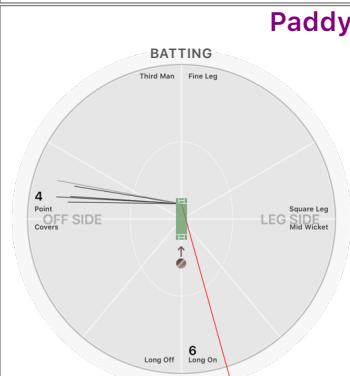 Paddy
BATTING
Third Man Fine Leg
4
Point
OFF SIDE
Covers
Square Leg
LEG SIDE
Mid Wicket
6
Long Off Long On